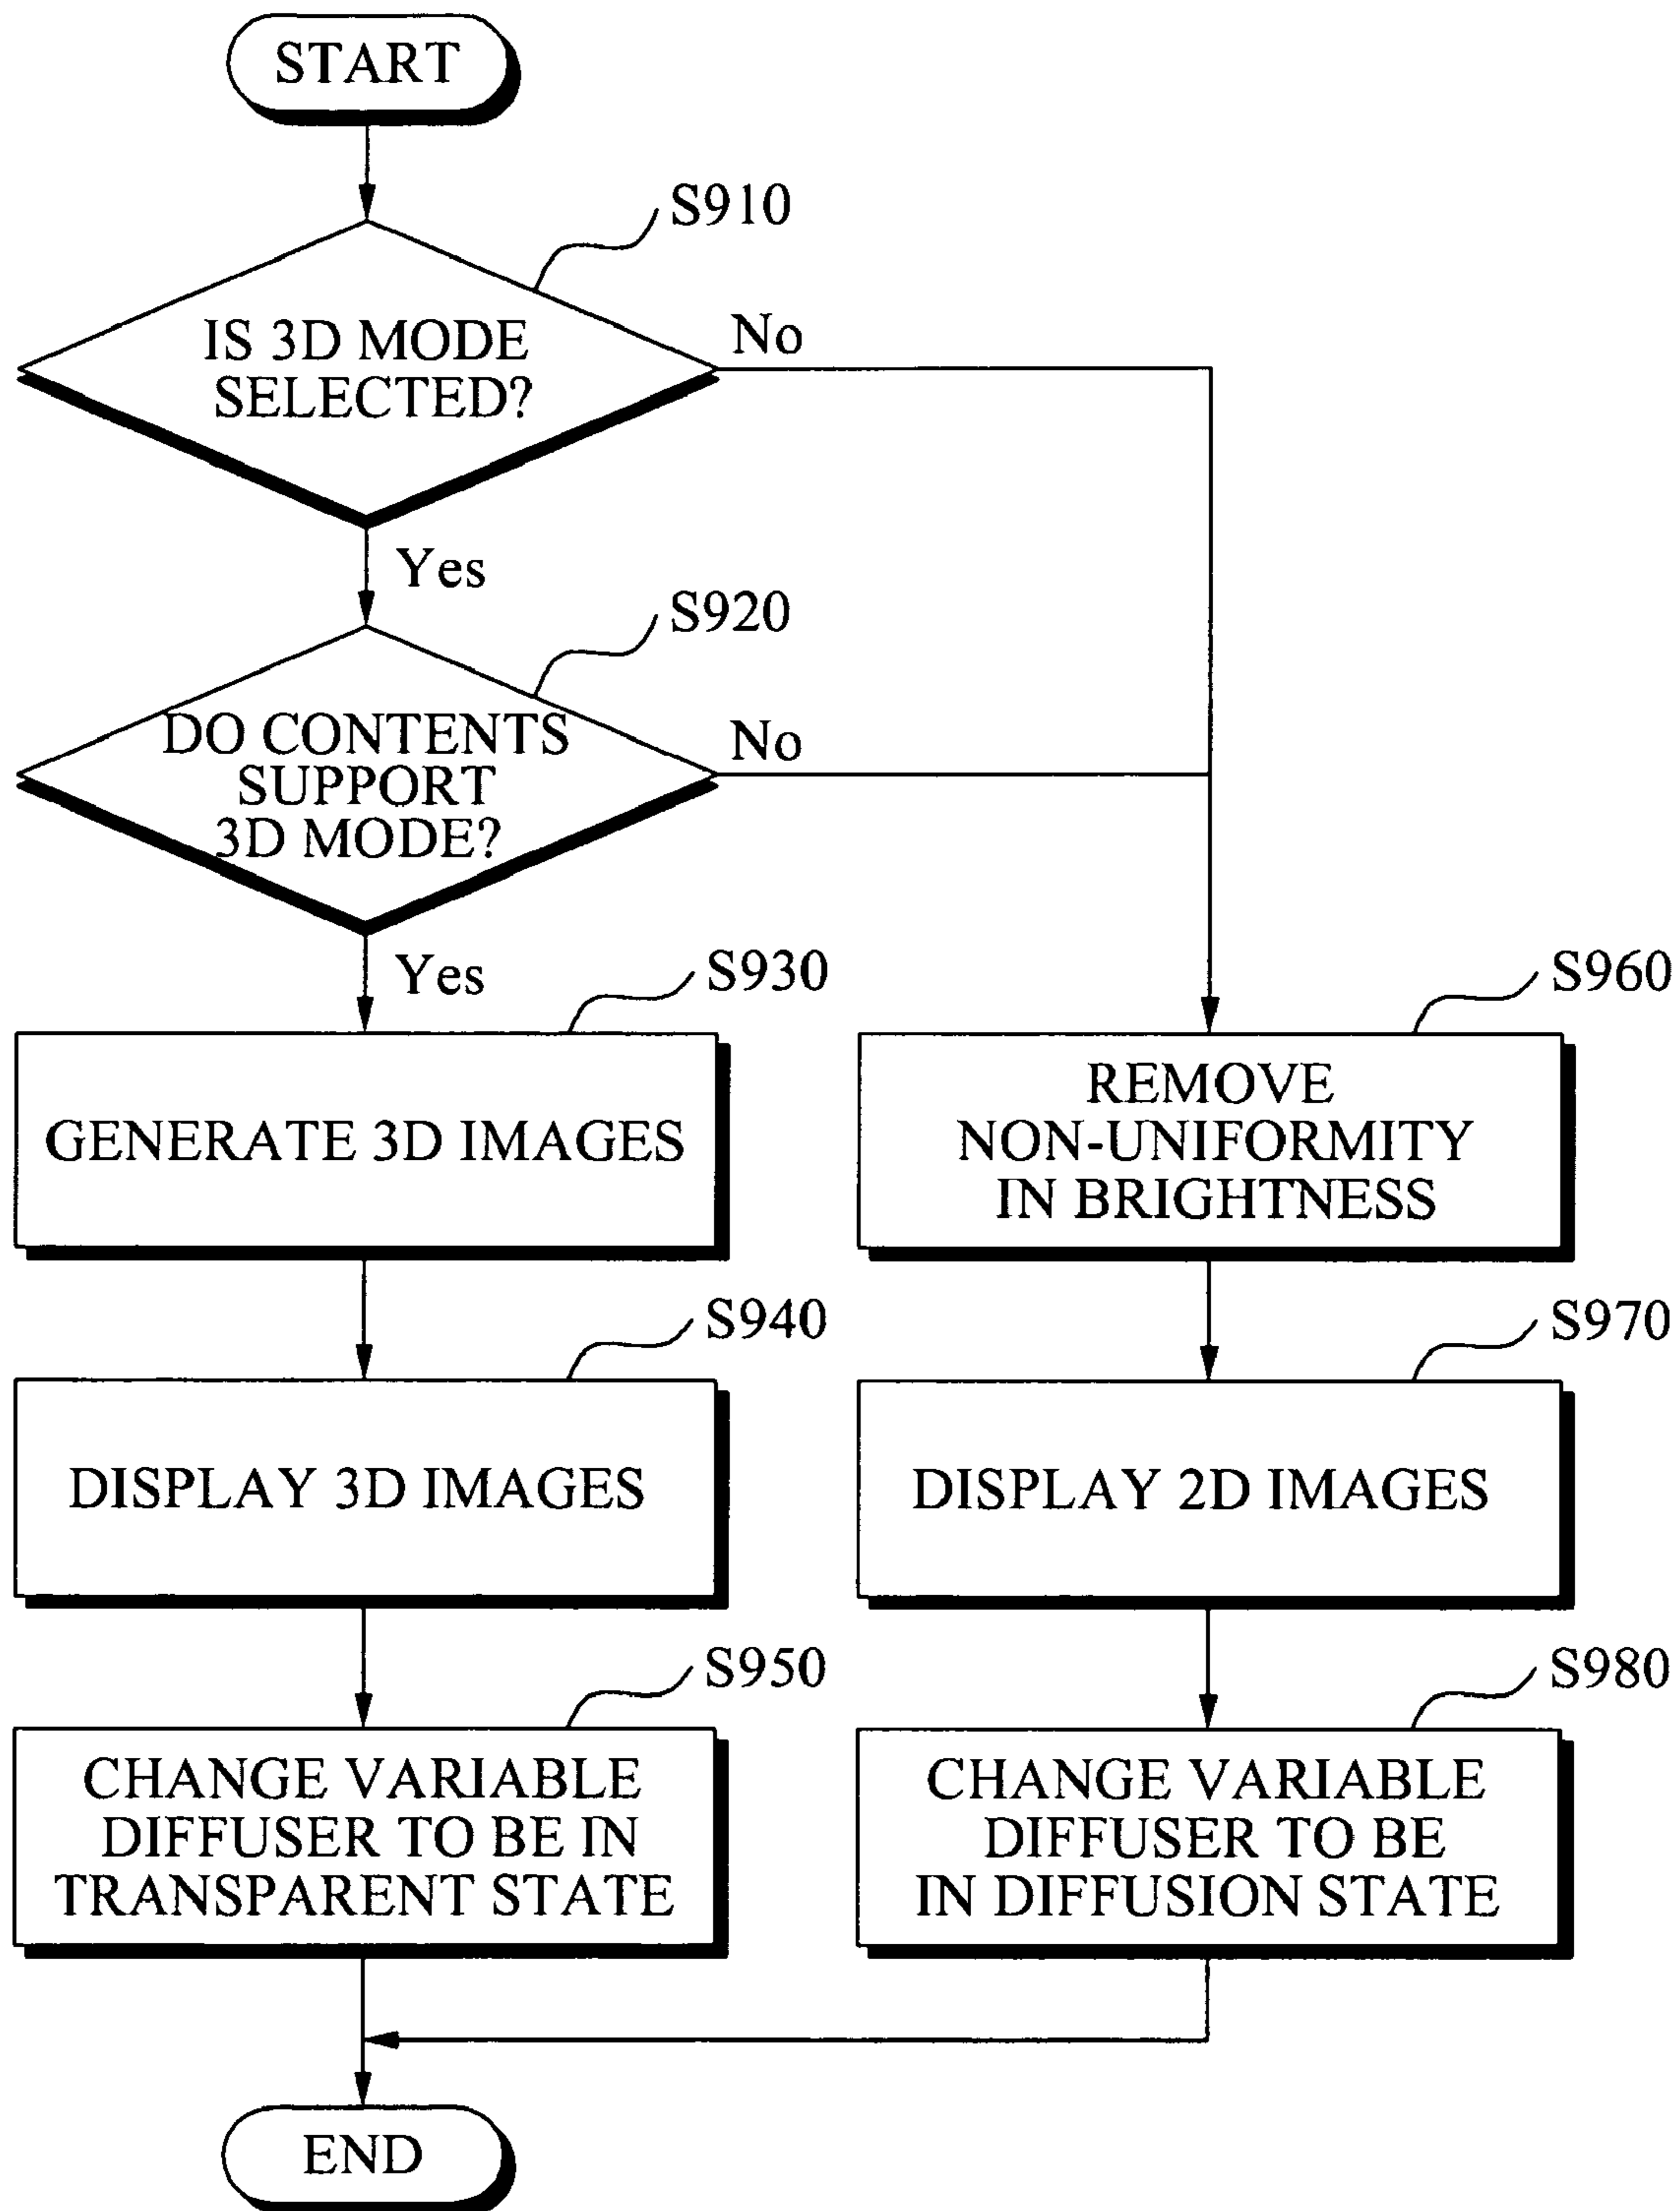 START
S910
IS 3D MODE
SELECTED?
No
Yes
S920
DO CONTENTS
SUPPORT
3D MODE?
No
Yes
S930
GENERATE 3D IMAGES
S940
DISPLAY 3D IMAGES
S950
CHANGE VARIABLE
DIFFUSER TO BE IN
TRANSPARENT STATE
S960
REMOVE
NON-UNIFORMITY
IN BRIGHTNESS
S970
DISPLAY 2D IMAGES
S980
CHANGE VARIABLE
DIFFUSER TO BE
IN DIFFUSION STATE
END